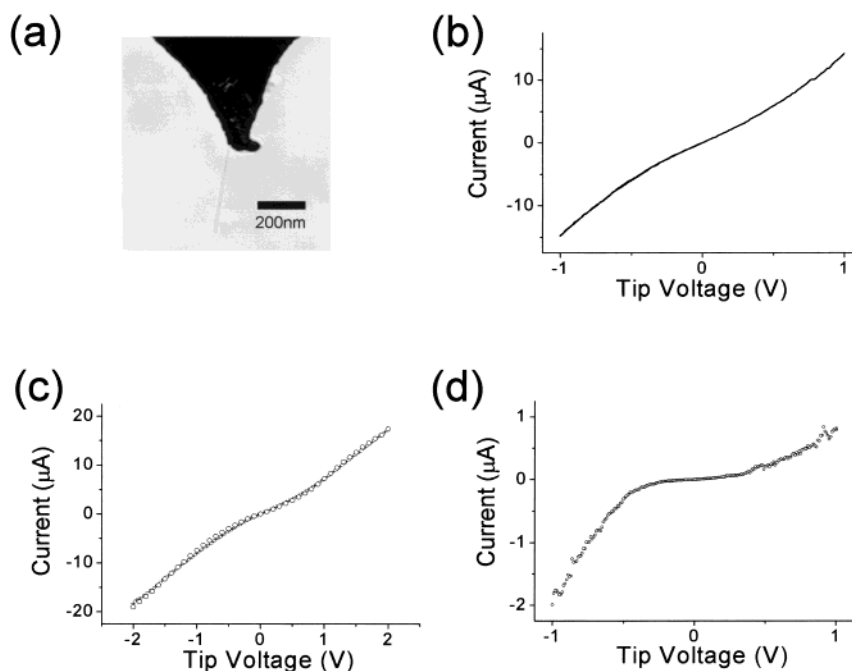 (a)
200nm
(b)
Current (μA)
10
0
-10
-1
0
1
Tip Voltage (V)
(c)
Current (μA)
20
10
0
-10
-20
-2
-1
0
1
2
Tip Voltage (V)
(d)
Current (μA)
1
0
-1
-2
-1
0
1
Tip Voltage (V)